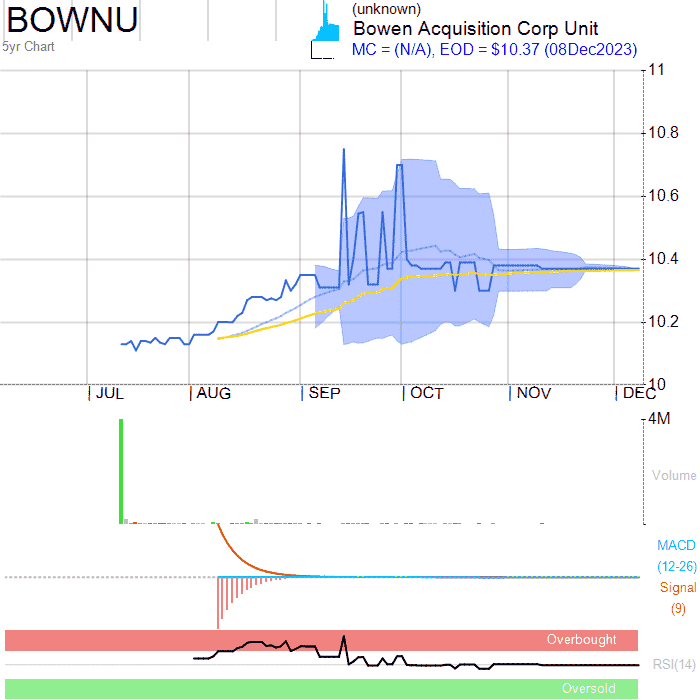 BOWNU
5yr Chart
(unknown)
Bowen Acquisition Corp Unit
MC = (N/A), EOD = $10.37 (08Dec2023)
11
10.8
10.6
10.4
10.2
10
JUL AUG SEP OCT NOV DEC
4M
Volume
MACD
(12-26)
Signal
(9)
Overbought
RSI(14)
Oversold